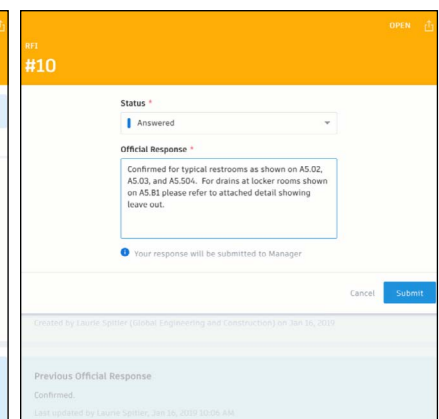 OPEN
RFI
#10
Status *
Answered
Official Response *
Confirmed for typical restrooms as shown on A5.02,
A5.03, and A5.S04. For drains at locker rooms shown
on A5.B1 please refer to attached detail showing
leave out.
Your response will be submitted to Manager
Cancel Submit
Created by Laurie Spitler (Global Engineering and Construction) on Jan 16, 2019
Previous Official Response
Confirmed.
Last updated by Laurie Spitler, Jan 16, 2019 10:06 AM